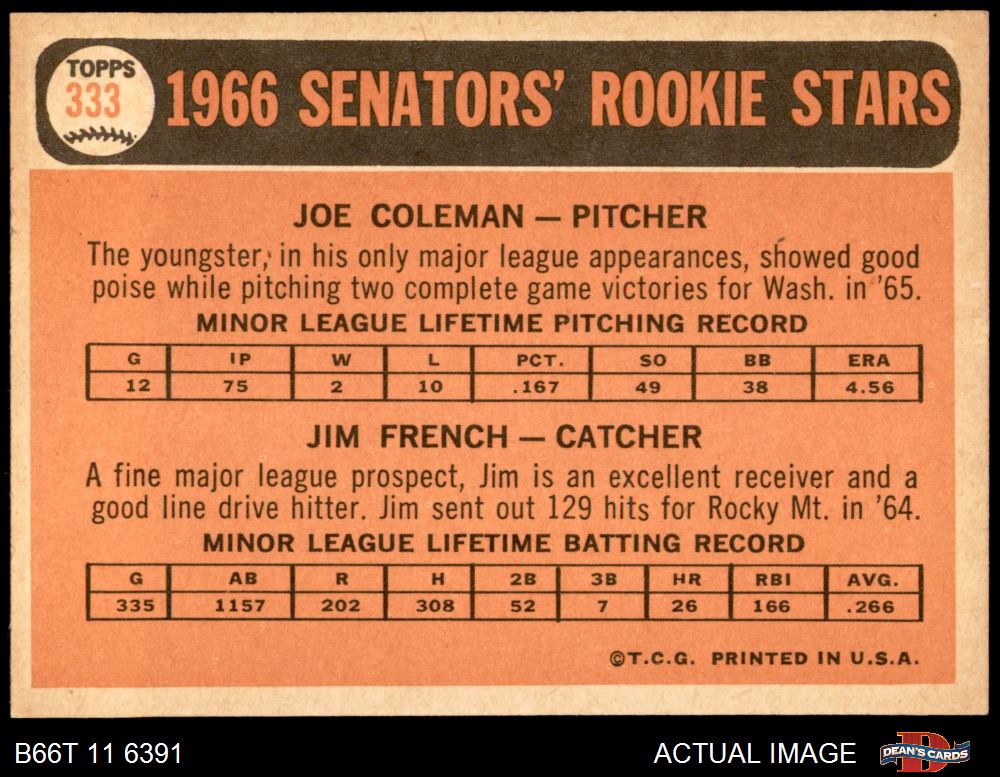 TOPPS
333
1966 SENATORS' ROOKIE STARS
JOE COLEMAN — PITCHER
The youngster, in his only major league appearances, showed good
poise while pitching two complete game victories for Wash. in '65.
MINOR LEAGUE LIFETIME PITCHING RECORD
G IP W L PCT. SO BB ERA
12 75 2 10 .167 49 38 4.56
JIM FRENCH — CATCHER
A fine major league prospect, Jim is an excellent receiver and a
good line drive hitter. Jim sent out 129 hits for Rocky Mt. in '64.
MINOR LEAGUE LIFETIME BATTING RECORD
G AB R H 2B 3B HR RBI AVG.
335 1157 202 308 52 7 26 166 .266
©T.C.G. PRINTED IN U.S.A.
B66T 11 6391
ACTUAL IMAGE
DEAN'S CARDS